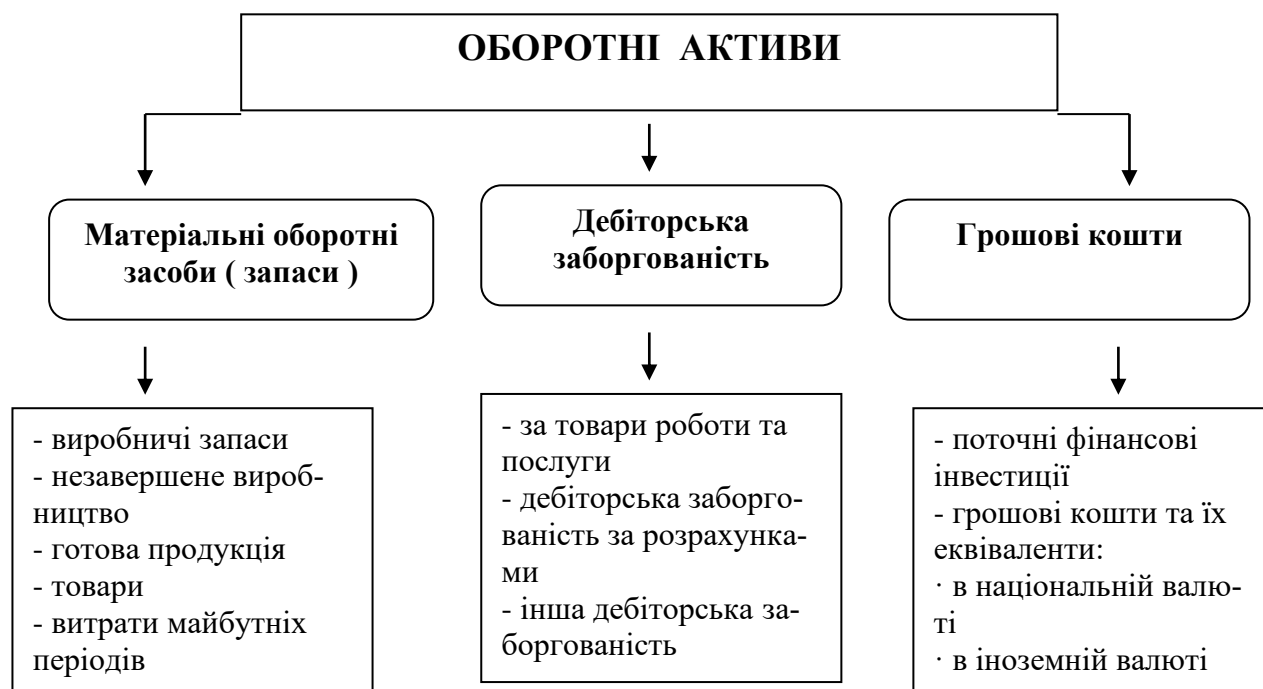 ОБОРОТНІ АКТИВИ
Матеріальні оборотні
засоби ( запаси )
Дебіторська
заборгованість
Грошові кошти
- виробничі запаси
- незавершене вироб-
ництво
- готова продукція
- товари
- витрати майбутніх
періодів
- за товари роботи та
послуги
- дебіторська заборго-
ваність за розрахунка-
ми
- інша дебіторська за-
боргованість
- поточні фінансові
інвестиції
- грошові кошти та їх
еквіваленти:
· в національній валю-
ті
· в іноземній валюті